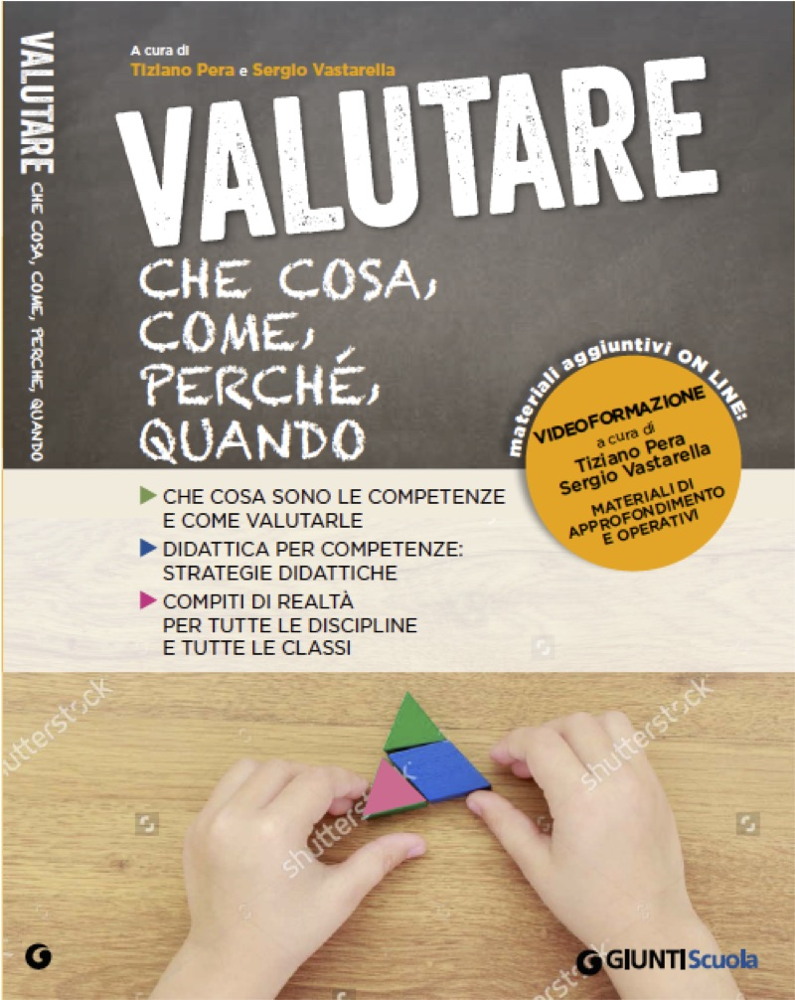 VALUTARE CHE COSA, COME, PERCHE, QUANDO
A cura di
Tiziano Pera e Sergio Vastarella
VALUTARE
CHE COSA,
COME,
PERCHÉ,
QUANDO
materiali aggiuntivi ON LINE:
VIDEOFORMAZIONE
a cura di
Tiziano Pera
Sergio Vastarella
MATERIALI DI
APPROFONDIMENTO
E OPERATIVI
CHE COSA SONO LE COMPETENZE
E COME VALUTARLE
DIDATTICA PER COMPETENZE:
STRATEGIE DIDATTICHE
COMPITI DI REALTÀ
PER TUTTE LE DISCIPLINE
E TUTTE LE CLASSI
shutterstock
shutterstock
shutterstock
shutterstock
GIUNTI Scuola